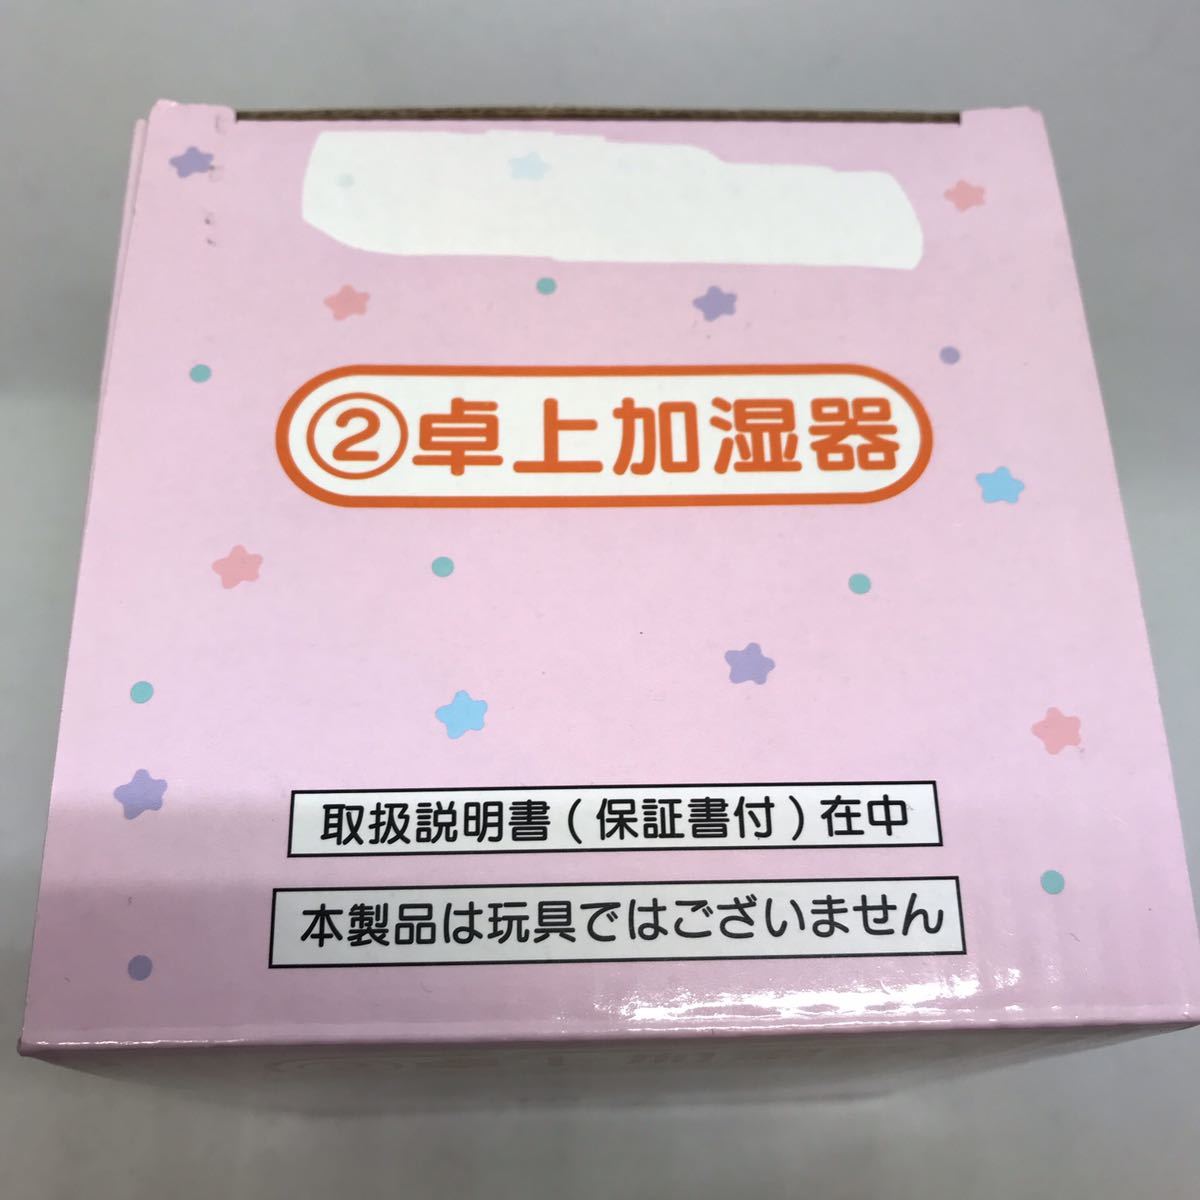 ②卓上加湿器
取扱説明書(保証書付)在中
本製品は玩具ではございません